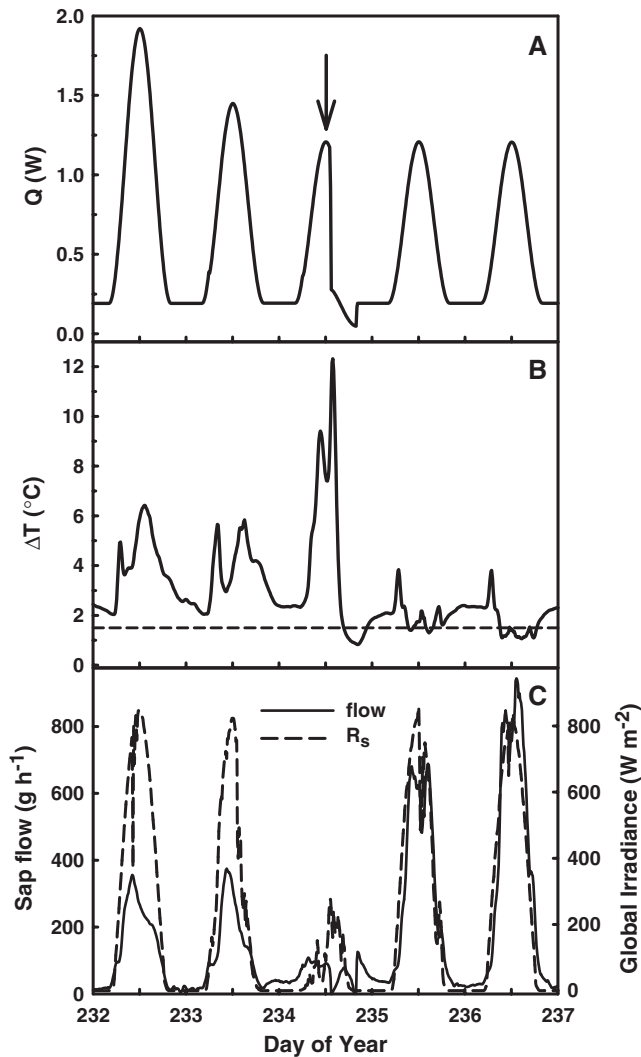 A
2.0
1.5
1.0
0.5
0.0
Q (W)
B
12
10
8
6
4
2
0
ΔT (°C)
C
flow
Rs
800
600
400
200
0
Sap flow (g h⁻¹)
800
600
400
200
0
Global Irradiance (W m⁻²)
232 233 234 235 236 237
Day of Year